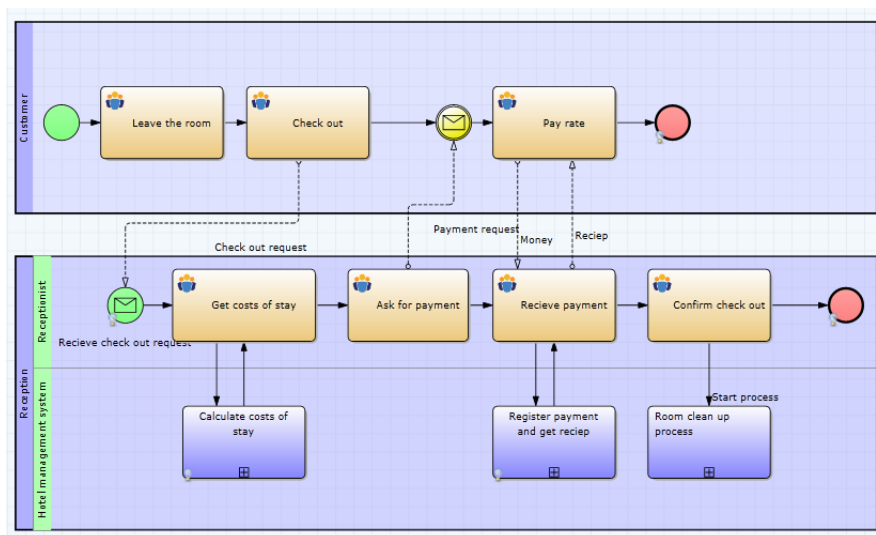 Customer
Leave the room
Check out
Pay rate
Check out request
Payment request
Money
Reciep
Reception
Receptionist
Get costs of stay
Ask for payment
Recieve payment
Confirm check out
Recieve check out request
Hotel management system
Calculate costs of
stay
Register payment
and get reciep
Start process
Room clean up
process